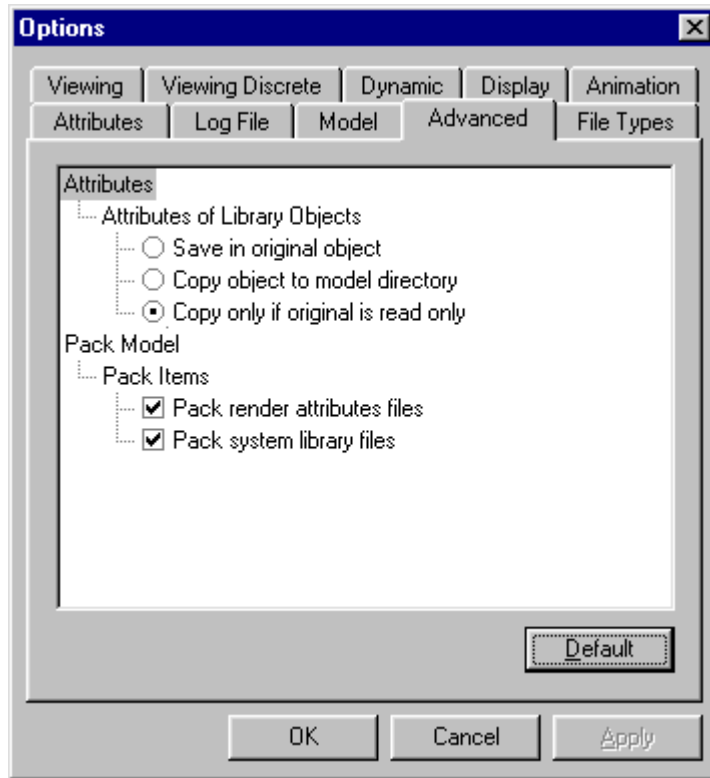 Options
Viewing Viewing Discrete Dynamic Display Animation
Attributes Log File Model Advanced File Types
Attributes
Attributes of Library Objects
Save in original object
Copy object to model directory
Copy only if original is read only
Pack Model
Pack Items
Pack render attributes files
Pack system library files
Default
OK Cancel Apply